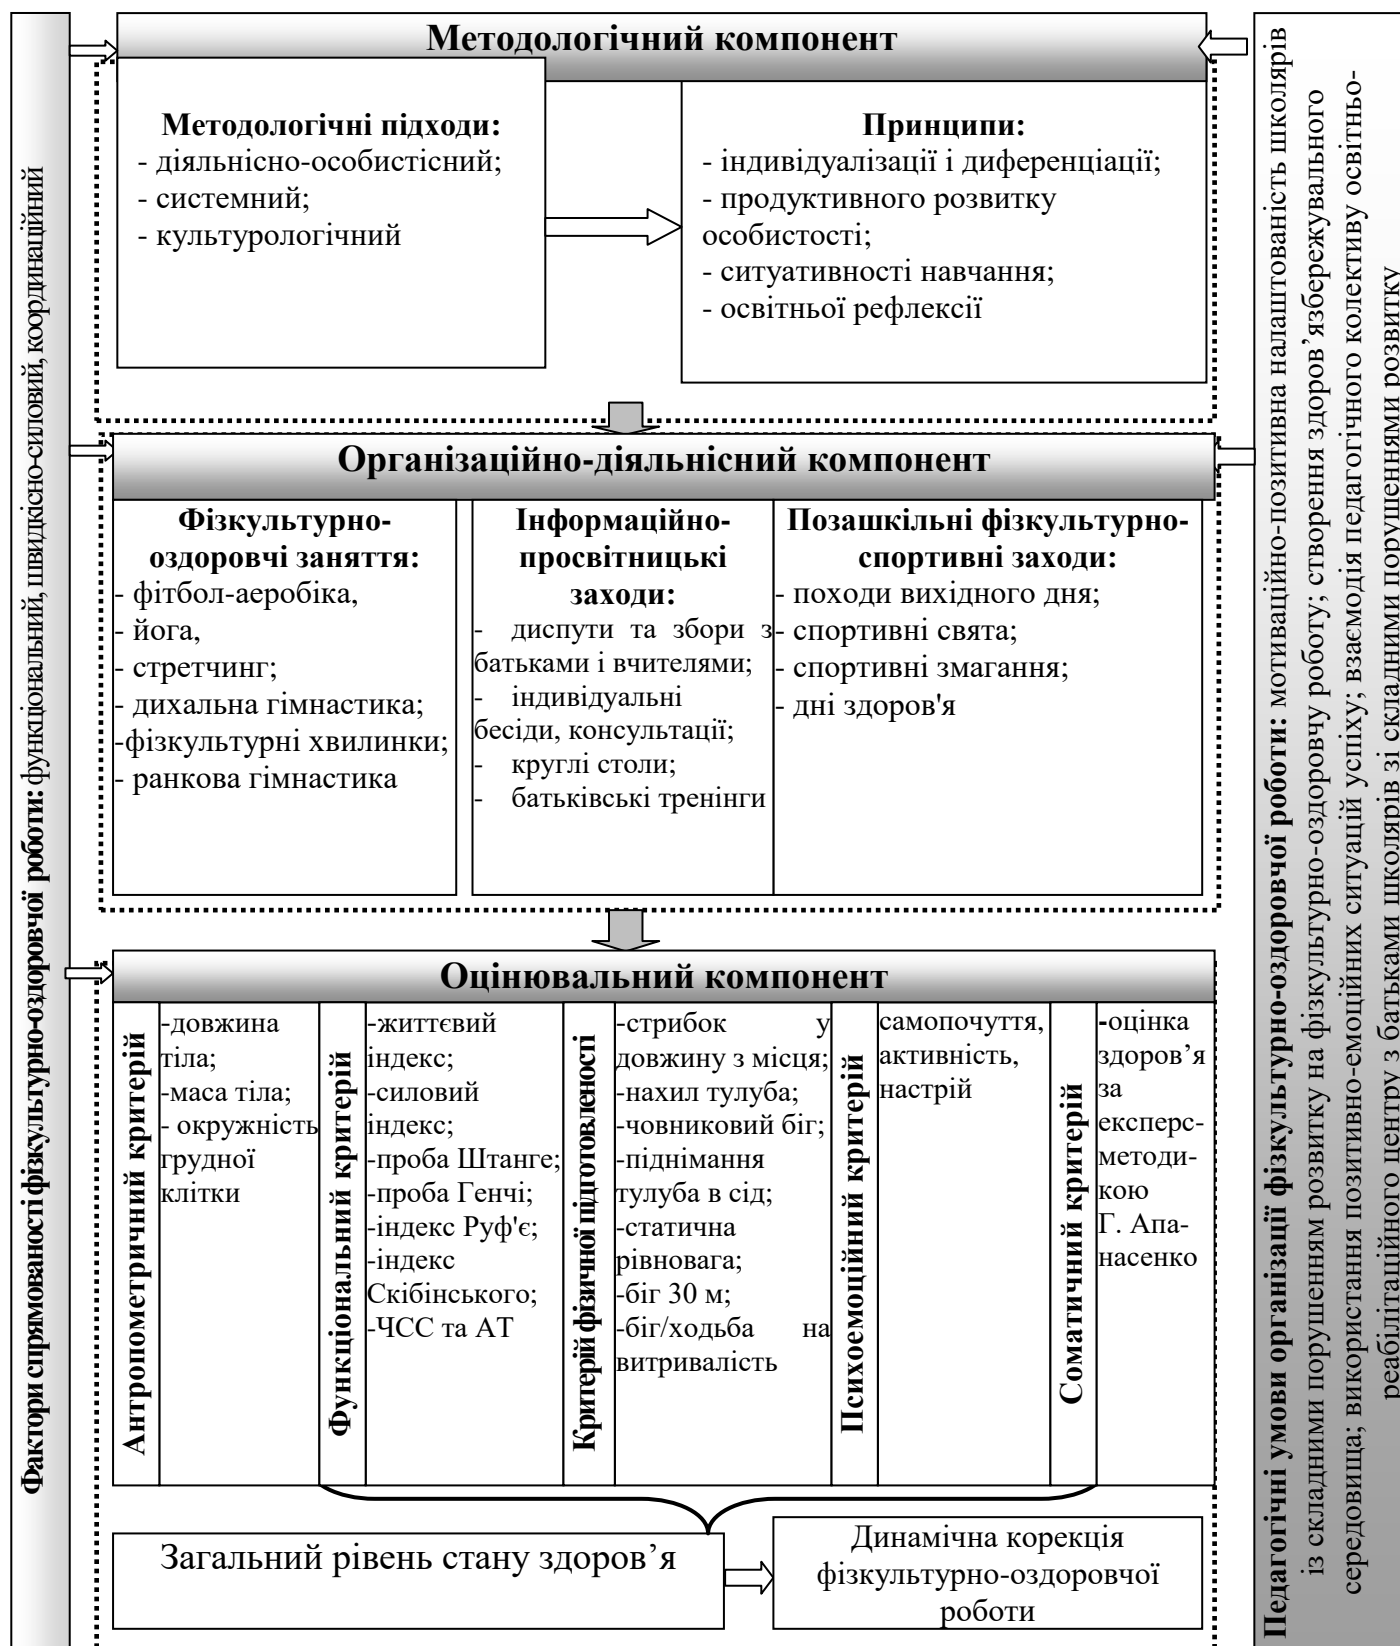 Фактори спрямованості фізкультурно-оздоровчої роботи: функціональний, швидкісно-силовий, координаційний
Методологічний компонент
Методологічні підходи:
- діяльнісно-особистісний;
- системний;
- культурологічний
Принципи:
- індивідуалізації і диференціації;
- продуктивного розвитку
особистості;
- ситуативності навчання;
- освітньої рефлексії
Організаційно-діяльнісний компонент
Фізкультурно-
оздоровчі заняття:
- фітбол-аеробіка,
- йога,
- стретчинг;
- дихальна гімнастика;
-фізкультурні хвилинки;
- ранкова гімнастика
Інформаційно-
просвітницькі
заходи:
- диспути та збори з
батьками і вчителями;
- індивідуальні
бесіди, консультації;
- круглі столи;
- батьківські тренінги
Позашкільні фізкультурно-
спортивні заходи:
- походи вихідного дня;
- спортивні свята;
- спортивні змагання;
- дні здоров'я
Оцінювальний компонент
Антропометричний критерій
-довжина
тіла;
-маса тіла;
- окружність
грудної
клітки
Функціональний критерій
-життєвий
індекс;
-силовий
індекс;
-проба Штанге;
-проба Генчі;
-індекс Руф'є;
-індекс
Скібінського;
-ЧСС та АТ
Критерій фізичної підготовленості
-стрибок у
довжину з місця;
-нахил тулуба;
-човниковий біг;
-піднімання
тулуба в сід;
-статична
рівновага;
-біг 30 м;
-біг/ходьба на
витривалість
Психоемоційний критерій
самопочуття,
активність,
настрій
Соматичний критерій
-оцінка
здоров’я
за
експерс-
методи-
кою
Г. Апа-
насенко
Загальний рівень стану здоров’я
Динамічна корекція
фізкультурно-оздоровчої
роботи
Педагогічні умови організації фізкультурно-оздоровчої роботи: мотиваційно-позитивна налаштованість школярів
із складними порушенням розвитку на фізкультурно-оздоровчу роботу; створення здоров’язбережувального
середовища; використання позитивно-емоційних ситуацій успіху; взаємодія педагогічного колективу освітньо-
реабілітаційного центру з батьками школярів зі складними порушеннями розвитку